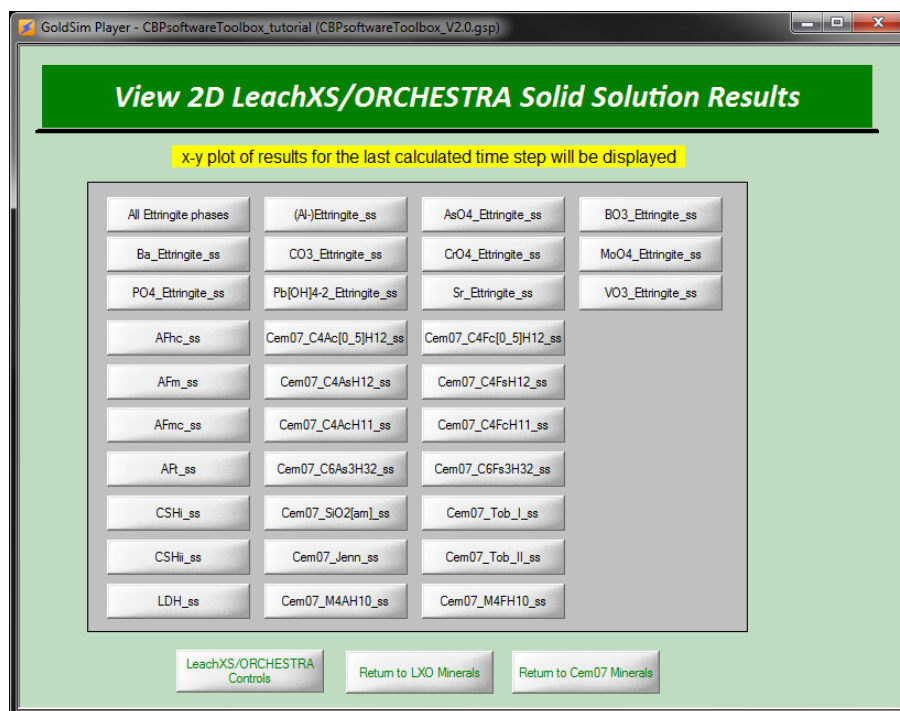 GoldSim Player - CBPsoftwareToolbox_tutorial (CBPsoftwareToolbox_V2.0.gsp)
View 2D LeachXS/ORCHESTRA Solid Solution Results
x-y plot of results for the last calculated time step will be displayed
All Ettringite phases (Al-)Ettringite_ss AsO4_Ettringite_ss BO3_Ettringite_ss
Ba_Ettringite_ss CO3_Ettringite_ss CrO4_Ettringite_ss MoO4_Ettringite_ss
PO4_Ettringite_ss Pb[OH]4-2_Ettringite_ss Sr_Ettringite_ss VO3_Ettringite_ss
AFhc_ss Cem07_C4Ac[0_5]H12_ss Cem07_C4Fc[0_5]H12_ss
AFm_ss Cem07_C4AsH12_ss Cem07_C4FsH12_ss
AFmc_ss Cem07_C4AcH11_ss Cem07_C4FcH11_ss
AFt_ss Cem07_C6As3H32_ss Cem07_C6Fs3H32_ss
CSHi_ss Cem07_SiO2[am]_ss Cem07_Tob_I_ss
CSHii_ss Cem07_Jenn_ss Cem07_Tob_II_ss
LDH_ss Cem07_M4AH10_ss Cem07_M4FH10_ss
LeachXS/ORCHESTRA
Controls
Return to LXO Minerals
Return to Cem07 Minerals